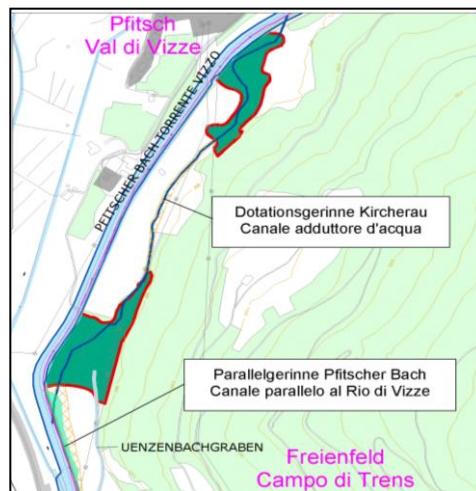 Pfitsch
Val di Vizze
PFITSCHER BACH-TORRENTE VIZZO
Dotationsgerinne Kircherau
Canale adduttore d'acqua
Parallelgerinne Pfitscher Bach
Canale parallelo al Rio di Vizze
UENZENBACHGRABEN
Freienfeld
Campo di Trens